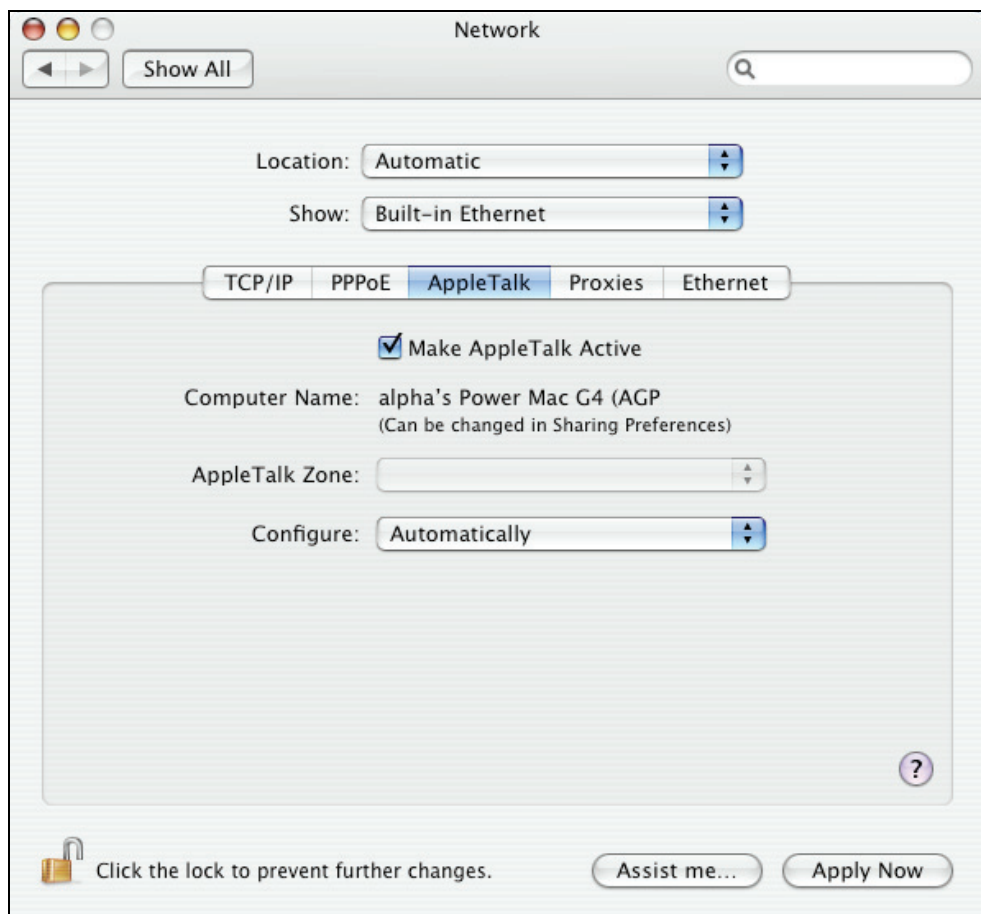 Network
Show All
Location: Automatic
Show: Built-in Ethernet
TCP/IP PPPoE AppleTalk Proxies Ethernet
Make AppleTalk Active
Computer Name: alpha's Power Mac G4 (AGP
(Can be changed in Sharing Preferences)
AppleTalk Zone:
Configure: Automatically
?
Click the lock to prevent further changes. Assist me... Apply Now